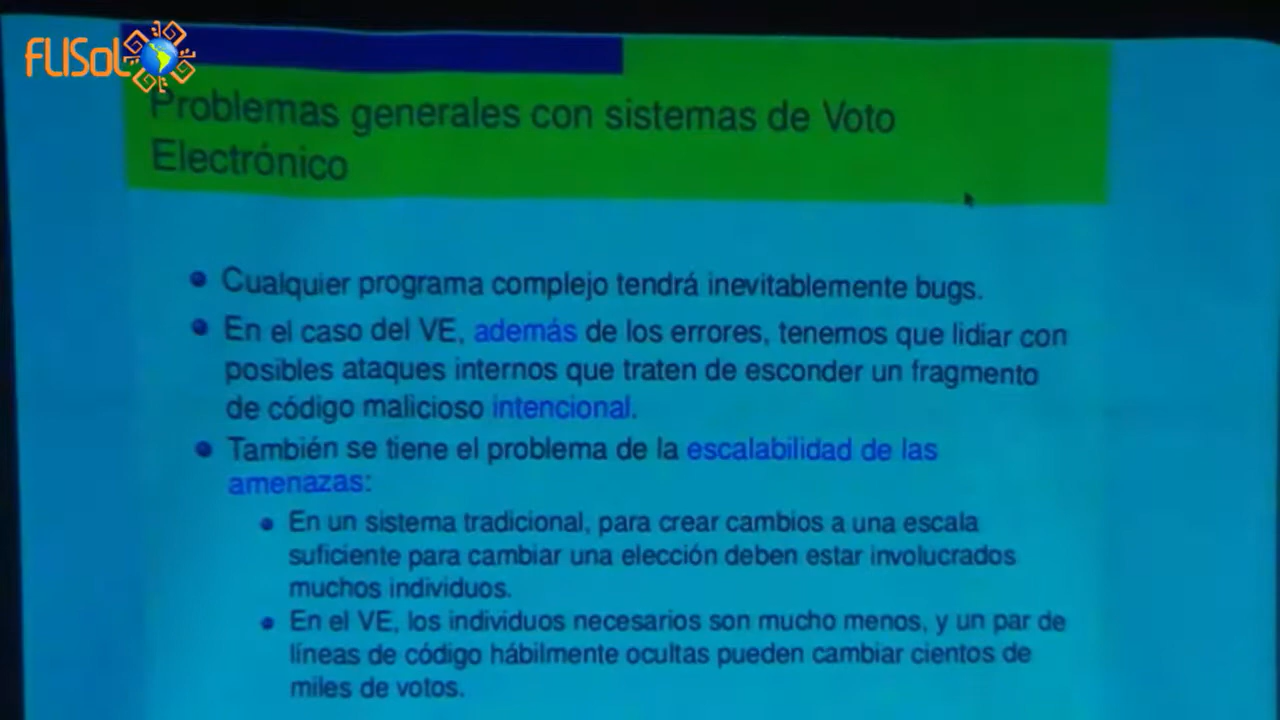 FLISoL
Problemas generales con sistemas de Voto
Electrónico
Cualquier programa complejo tendrá inevitablemente bugs.
En el caso del VE, además de los errores, tenemos que lidiar con
posibles ataques internos que traten de esconder un fragmento
de código malicioso intencional.
También se tiene el problema de la escalabilidad de las
amenazas:
En un sistema tradicional, para crear cambios a una escala
suficiente para cambiar una elección deben estar involucrados
muchos individuos.
En el VE, los individuos necesarios son mucho menos, y un par de
líneas de código hábilmente ocultas pueden cambiar cientos de
miles de votos.